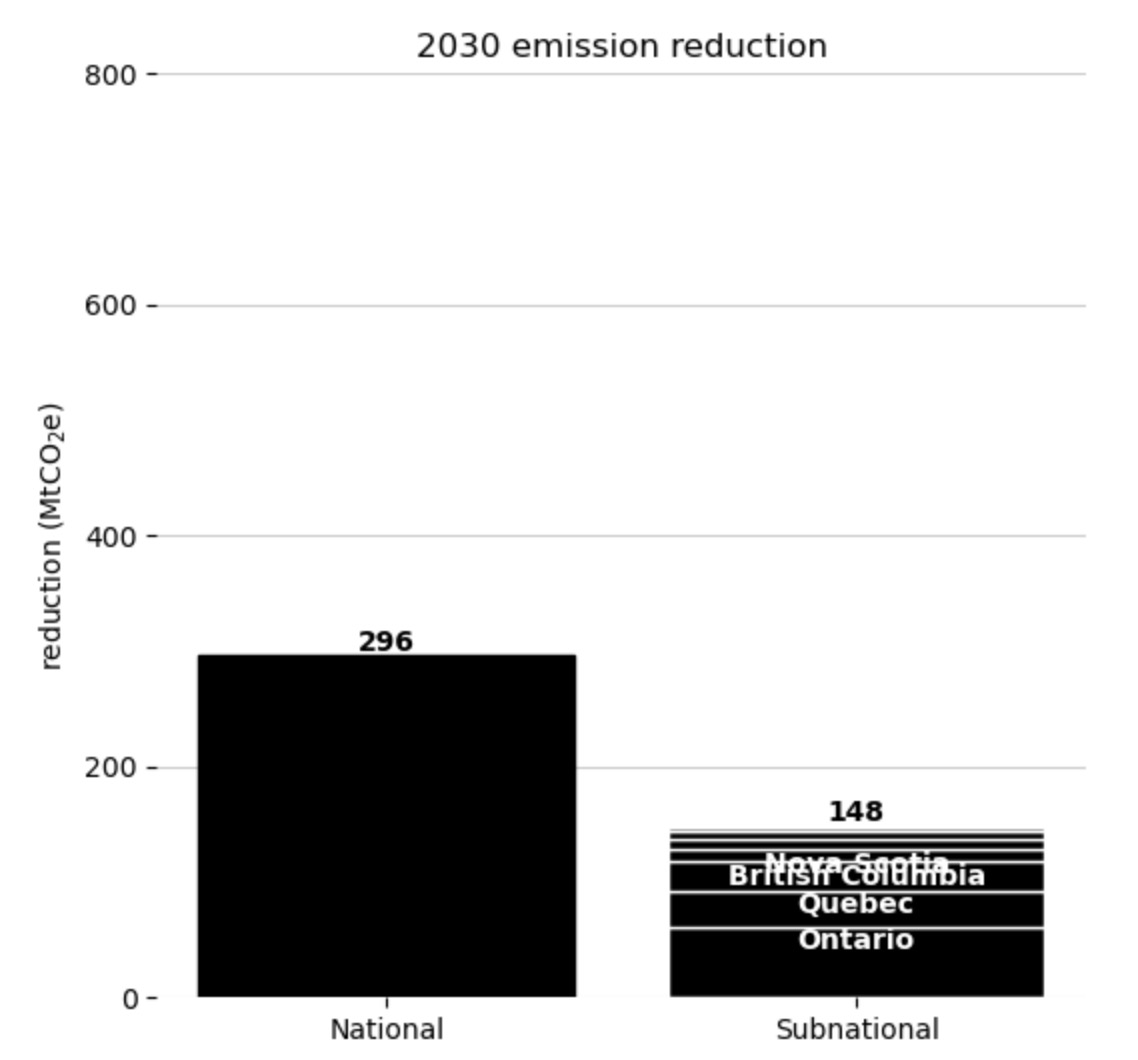 2030 emission reduction
800
600
400
200
0
reduction (MtCO₂e)
296
148
Nova Scotia
British Columbia
Quebec
Ontario
National
Subnational